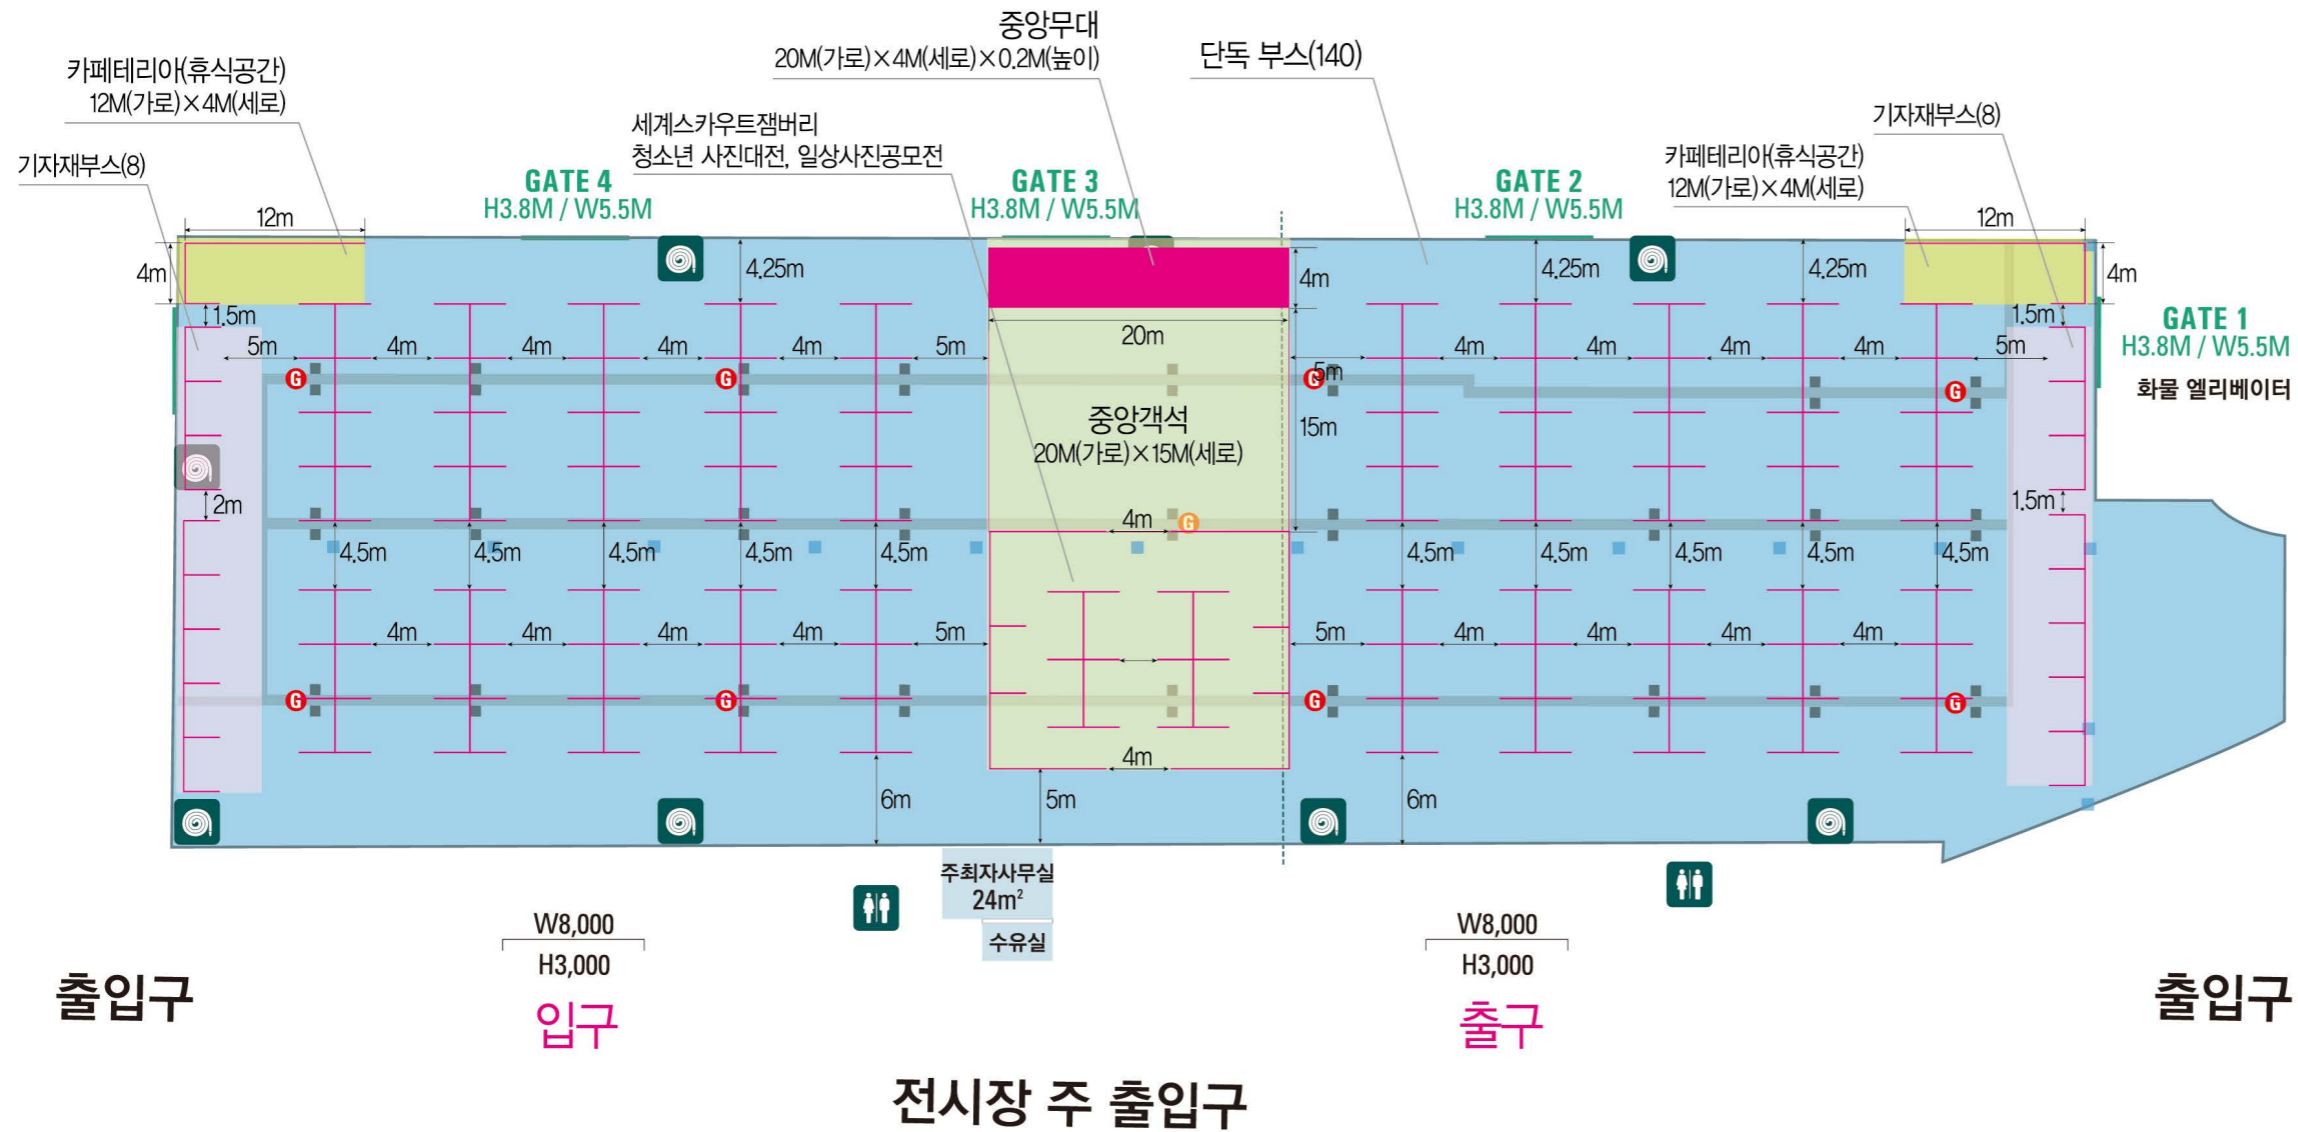 중앙무대
20M(가로)×4M(세로)×0.2M(높이)
단독 부스(140)
카페테리아(휴식공간)
12M(가로)×4M(세로)
기자재부스(8)
세계스카우트잼버리
청소년 사진대전, 일상사진공모전
기자재부스(8)
카페테리아(휴식공간)
12M(가로)×4M(세로)
GATE 4
H3.8M / W5.5M
GATE 3
H3.8M / W5.5M
GATE 2
H3.8M / W5.5M
12m
12m
4m
4.25m
4m
4.25m
4.25m
4m
1.5m
1.5m
GATE 1
H3.8M / W5.5M
화물 엘리베이터
20m
5m
4m
4m
4m
4m
5m
4m
4m
4m
4m
5m
G
G
G
5m
G
중앙객석
20M(가로)×15M(세로)
15m
2m
1.5m
4m
G
4.5m
4.5m
4.5m
4.5m
4.5m
4.5m
4.5m
4.5m
4.5m
4.5m
4m
4m
4m
4m
5m
5m
4m
4m
4m
4m
G
G
G
G
4m
6m
5m
6m
주최자사무실
24m²
수유실
W8,000
H3,000
입구
W8,000
H3,000
출구
출입구
출입구
전시장 주 출입구